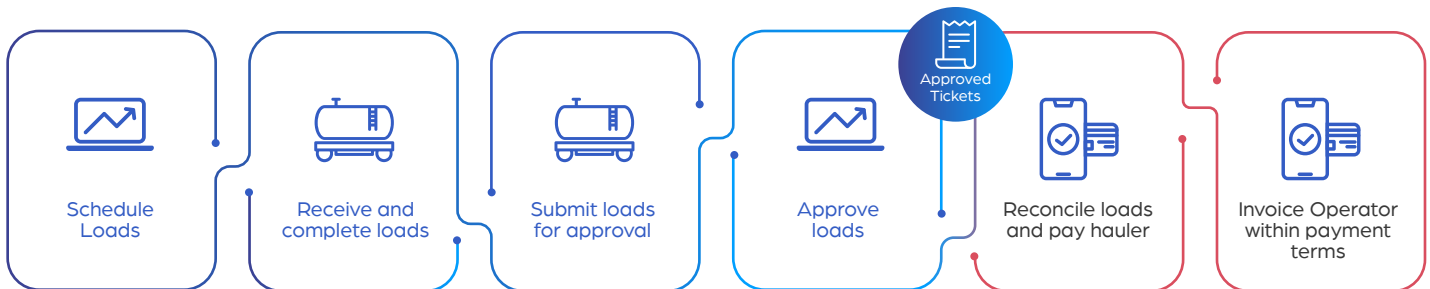 Approved
Tickets
Schedule
Loads
Receive and
complete loads
Submit loads
for approval
Approve
loads
Reconcile loads
and pay hauler
Invoice Operator
within payment
terms